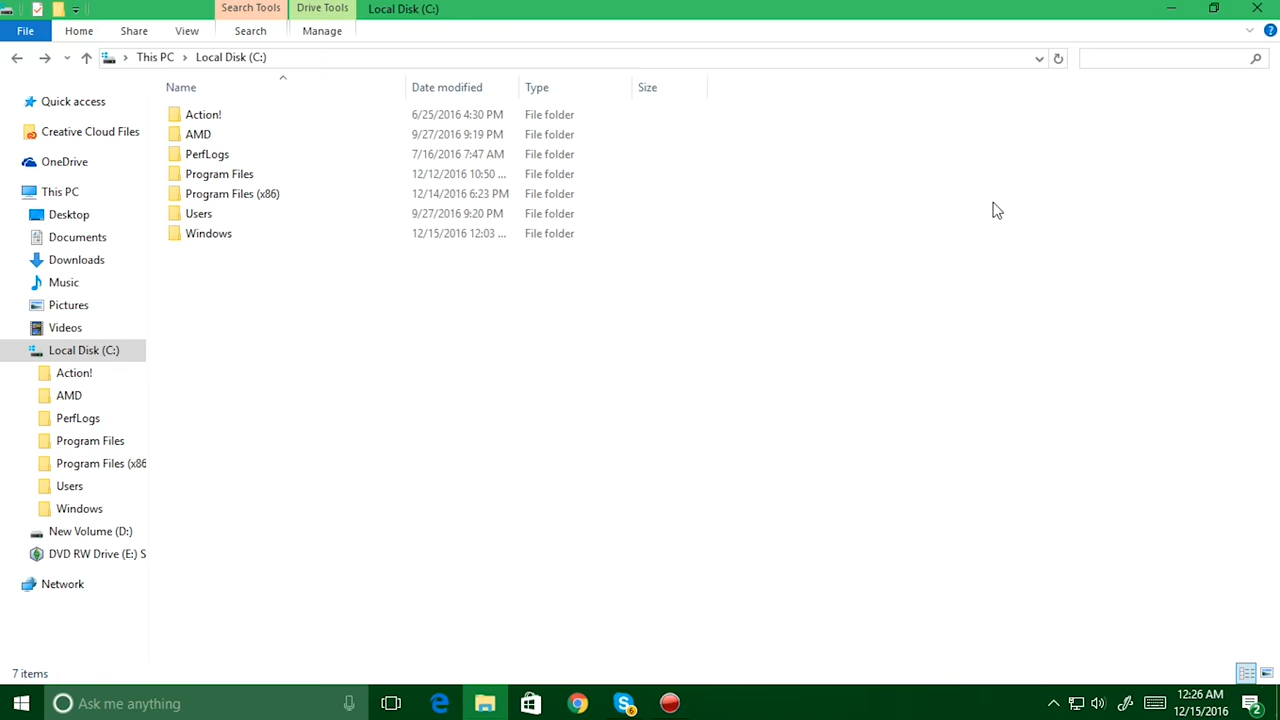 Search Tools Drive Tools Local Disk (C:)
File Home Share View Search Manage
This PC Local Disk (C:)
Name Date modified Type Size
Quick access
Creative Cloud Files
OneDrive
This PC
Desktop
Documents
Downloads
Music
Pictures
Videos
Local Disk (C:)
Action!
AMD
PerfLogs
Program Files
Program Files (x86
Users
Windows
New Volume (D:)
DVD RW Drive (E:) S
Network
Action! 6/25/2016 4:30 PM File folder
AMD 9/27/2016 9:19 PM File folder
PerfLogs 7/16/2016 7:47 AM File folder
Program Files 12/12/2016 10:50 ... File folder
Program Files (x86) 12/14/2016 6:23 PM File folder
Users 9/27/2016 9:20 PM File folder
Windows 12/15/2016 12:03 ... File folder
7 items
Ask me anything
6
12:26 AM
12/15/2016
2